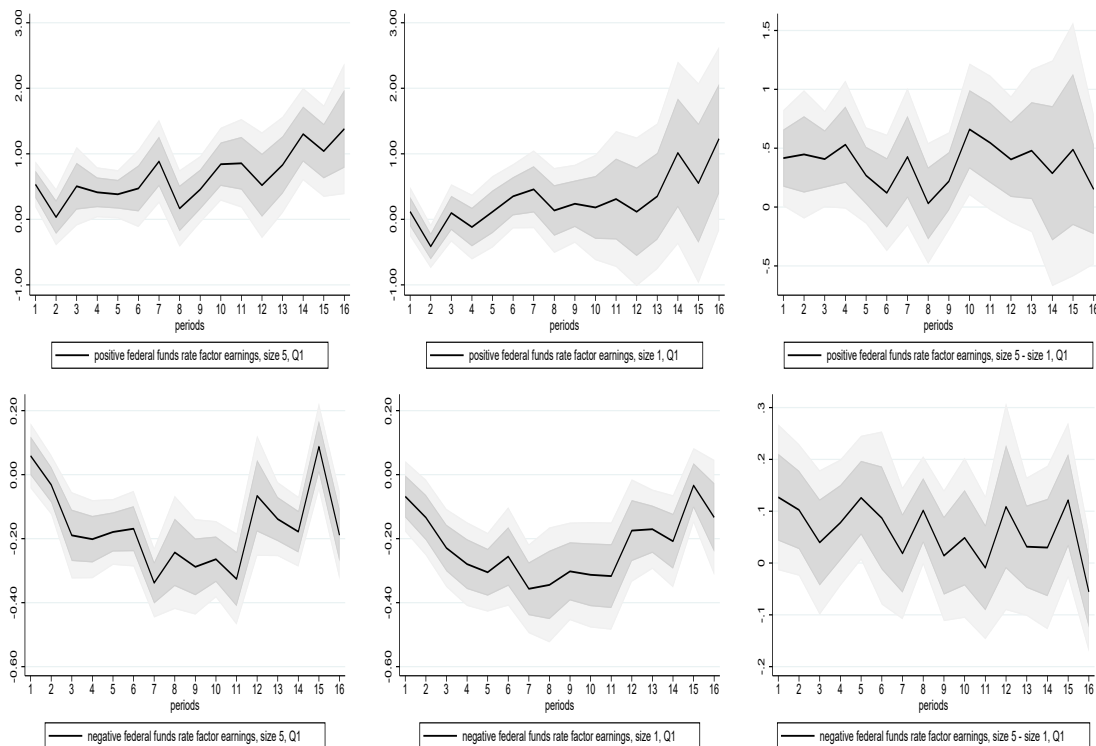 3.00
2.00
1.00
0.00
-1.00
1 2 3 4 5 6 7 8 9 10 11 12 13 14 15 16
periods
positive federal funds rate factor earnings, size 5, Q1
3.00
2.00
1.00
0.00
-1.00
1 2 3 4 5 6 7 8 9 10 11 12 13 14 15 16
periods
positive federal funds rate factor earnings, size 1, Q1
1.5
1
.5
0
-.5
1 2 3 4 5 6 7 8 9 10 11 12 13 14 15 16
periods
positive federal funds rate factor earnings, size 5 - size 1, Q1
0.20
0.00
-0.20
-0.40
-0.60
1 2 3 4 5 6 7 8 9 10 11 12 13 14 15 16
periods
negative federal funds rate factor earnings, size 5, Q1
0.20
0.00
-0.20
-0.40
-0.60
1 2 3 4 5 6 7 8 9 10 11 12 13 14 15 16
periods
negative federal funds rate factor earnings, size 1, Q1
.3
.2
.1
0
-.1
-.2
1 2 3 4 5 6 7 8 9 10 11 12 13 14 15 16
periods
negative federal funds rate factor earnings, size 5 - size 1, Q1